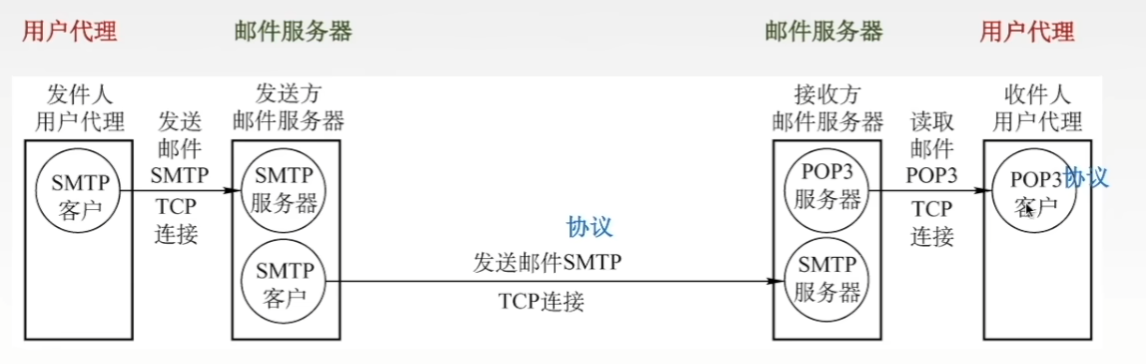 用户代理
邮件服务器
邮件服务器
用户代理
发件人
用户代理
发送
邮件
SMTP
TCP
连接
发送方
邮件服务器
接收方
邮件服务器
读取
邮件
POP3
TCP
连接
收件人
用户代理
SMTP
客户
SMTP
服务器
SMTP
客户
协议
发送邮件SMTP
TCP连接
POP3
服务器
SMTP
服务器
POP3协议
客户